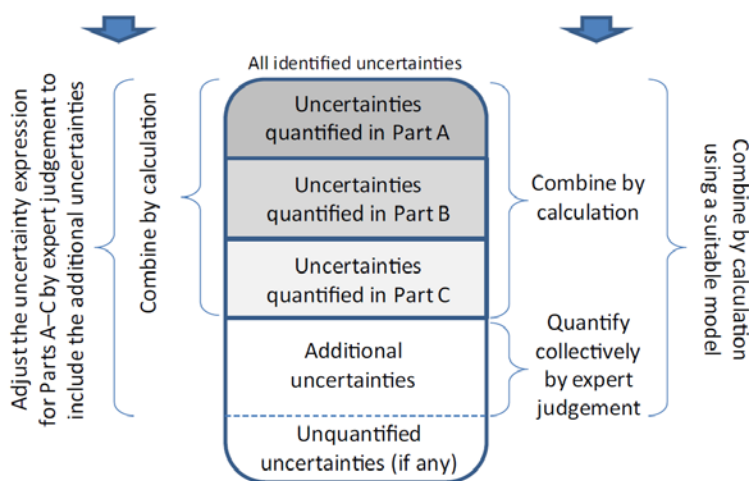 All identified uncertainties
Adjust the uncertainty expression
for Parts A–C by expert judgement to
include the additional uncertainties
Combine by calculation
Uncertainties
quantified in Part A
Uncertainties
quantified in Part B
Uncertainties
quantified in Part C
Additional
uncertainties
Unquantified
uncertainties (if any)
Combine by
calculation
Quantify
collectively
by expert
judgement
Combine by calculation
using a suitable model